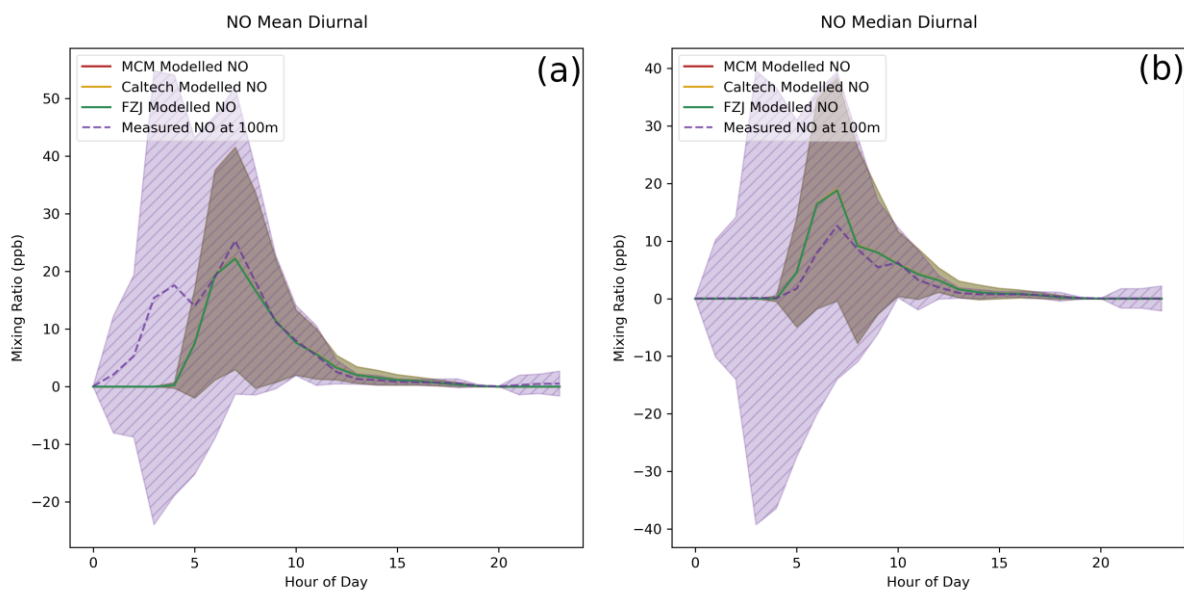 NO Mean Diurnal
(a)
MCM Modelled NO
Caltech Modelled NO
FZJ Modelled NO
Measured NO at 100m
Mixing Ratio (ppb)
50
40
30
20
10
0
−10
−20
0 5 10 15 20
Hour of Day
NO Median Diurnal
(b)
MCM Modelled NO
Caltech Modelled NO
FZJ Modelled NO
Measured NO at 100m
Mixing Ratio (ppb)
40
30
20
10
0
−10
−20
−30
−40
0 5 10 15 20
Hour of Day